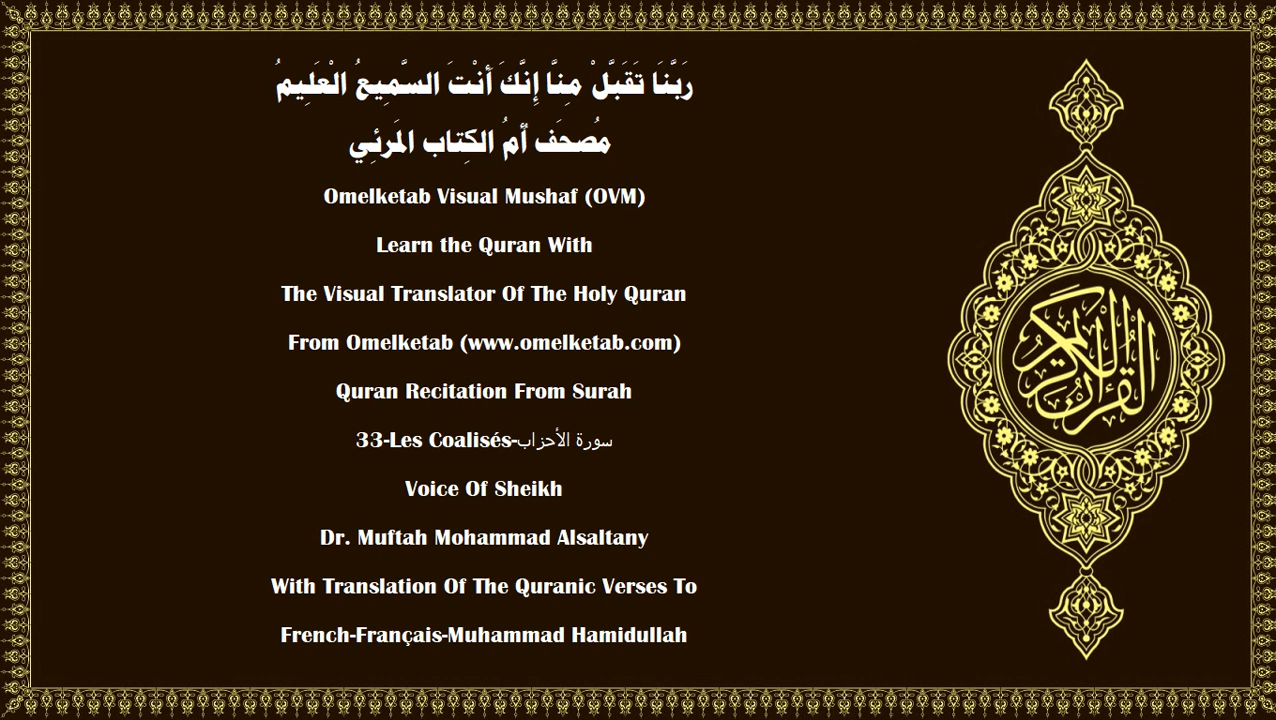 رَبَّنَا تَقَبَّلْ مِنَّا إِنَّكَ أَنْتَ السَّمِيعُ الْعَلِيمُ
مُصحَف أمُ الكِتاب المَرئِي
Omelketab Visual Mushaf (OVM)
Learn the Quran With
The Visual Translator Of The Holy Quran
From Omelketab (www.omelketab.com)
Quran Recitation From Surah
33-Les Coalisés-سورة الأحزاب
Voice Of Sheikh
Dr. Muftah Mohammad Alsaltany
With Translation Of The Quranic Verses To
French-Français-Muhammad Hamidullah
القرآن الكريم